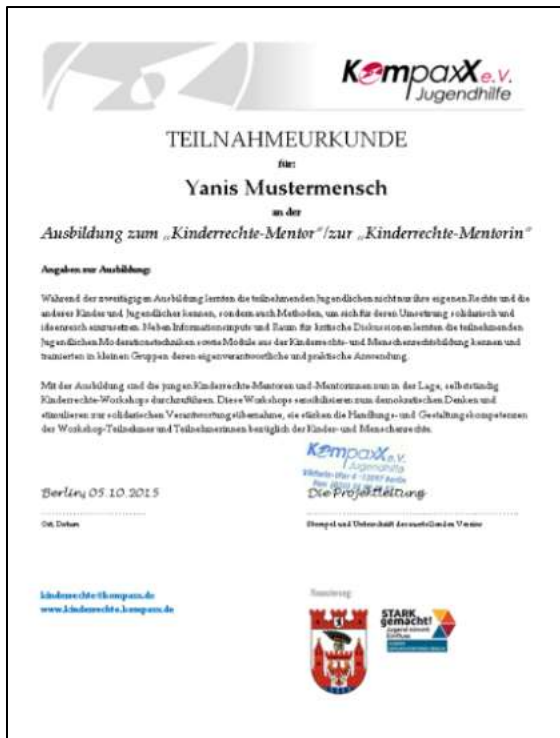 KompaxX e.V.
Jugendhilfe
TEILNAHMEURKUNDE
für:
Yanis Mustermensch
an der
Ausbildung zum „Kinderrechte-Mentor“/zur „Kinderrechte-Mentorin“
Angaben zur Ausbildung:
Während der zweitägigen Ausbildung lernten die teilnehmenden Jugendlichen nicht nur ihre eigenen Rechte und die
anderer Kinder und Jugendlicher kennen, sondern auch Methoden, um sich für deren Umsetzung solidarisch und
ideenreich einzusetzen. Neben Informationsinputs und Raum für kritische Diskussionen lernten die teilnehmenden
Jugendlichen Moderationstechniken sowie Module aus der Kinderrechte- und Menschenrechtsbildung kennen und
trainierten in kleinen Gruppen deren eigenverantwortliche und praktische Anwendung.
Mit der Ausbildung sind die jungen Kinderrechte-Mentoren und -Mentorinnen nun in der Lage, selbstständig
Kinderrechte-Workshops durchzuführen. Diese Workshops sensibilisieren zum demokratischen Denken und
stimulieren zur solidarischen Verantwortungsübernahme, sie stärken die Handlungs- und Gestaltungskompetenzen
der Workshop-Teilnehmer und Teilnehmerinnen bezüglich der Kinder- und Menschenrechte.
KompaxX e.V.
Jugendhilfe
Berlin, 05.10.2015
Die Projektleitung
Ort, Datum
Stempel und Unterschrift des ausstellenden Vereins
kinderrechte@kompaxx.de
www.kinderrechte.kompaxx.de
STARK
gemacht!
Jugend nimmt
Einfluss